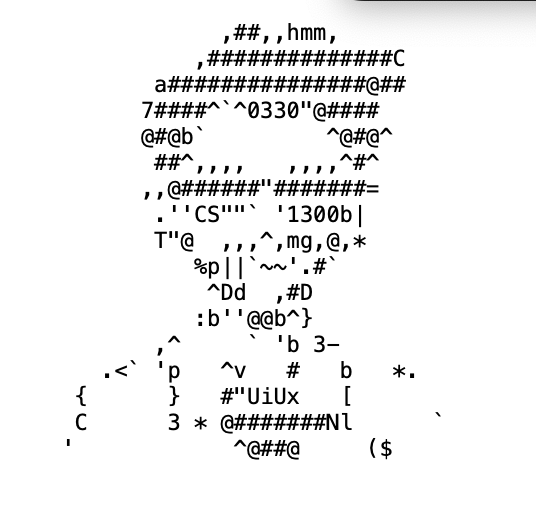 ,##,,hmm,
,##############C
a###############@##
7####^`^0330"@####
@#@b` ^@#@^
##^,,,, ,,,,^#^
,,@######"#######=
.''CS""` '1300b|
T"@ ,,,^,mg,@,*
%p||`~~'.#`
^Dd ,#D
:b''@@b^}
,^ ` 'b 3–
.<` 'p ^v # b *.
{ } #"UiUx [
C 3 * @#######Nl `
' ^@##@ ($